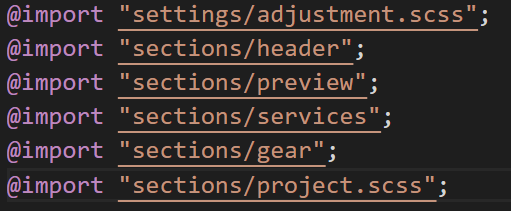 @import "settings/adjustment.scss";
@import "sections/header";
@import "sections/preview";
@import "sections/services";
@import "sections/gear";
@import "sections/project.scss";